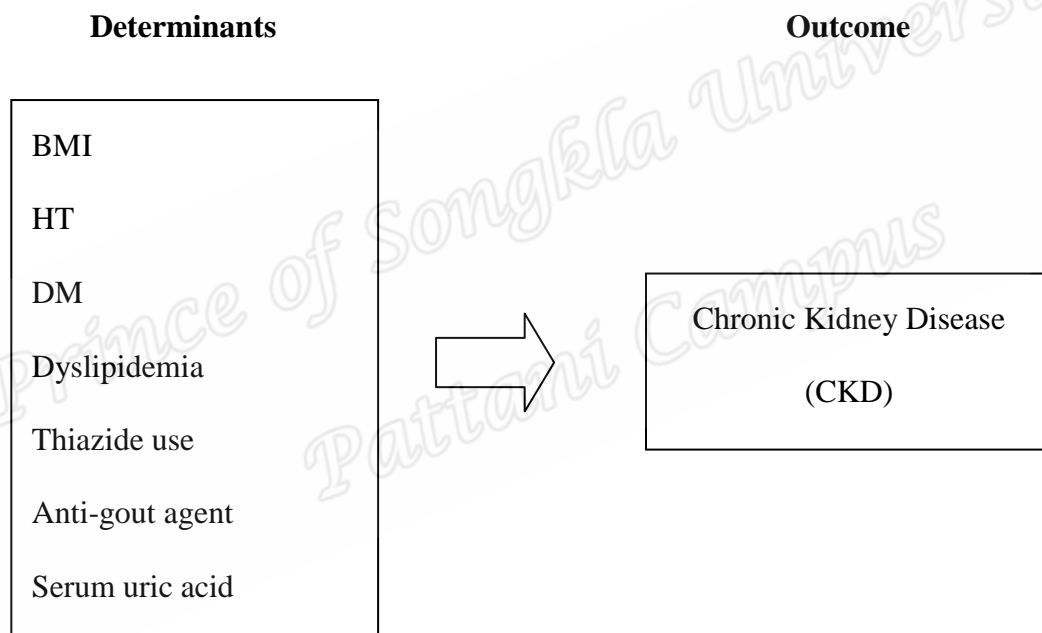 Determinants
Outcome
BMI
HT
DM
Dyslipidemia
Thiazide use
Anti-gout agent
Serum uric acid
Chronic Kidney Disease
(CKD)
Prince of Songkla Universi
Pattani Campus